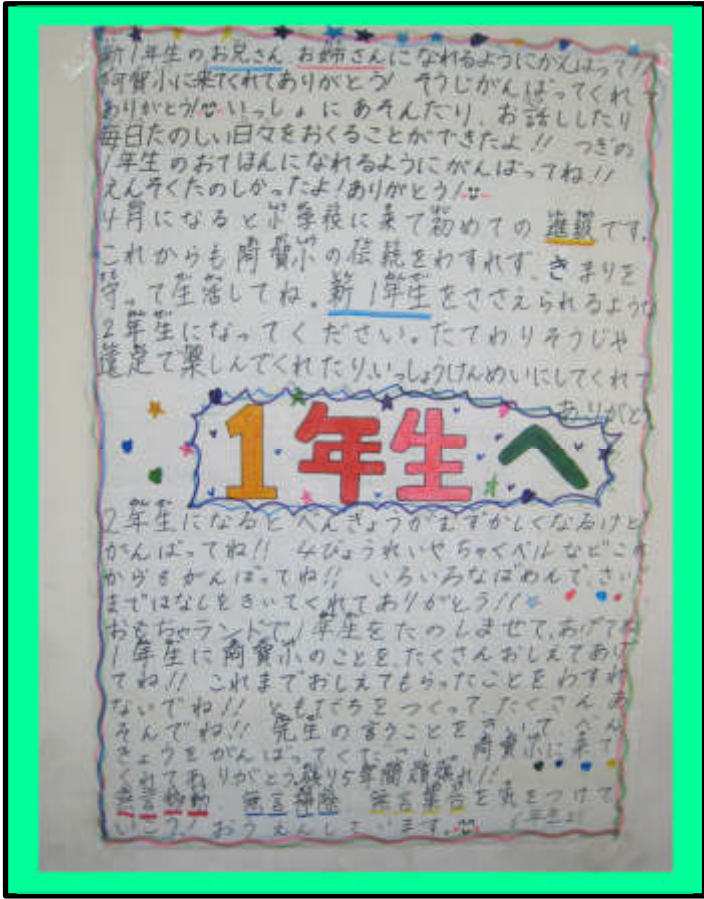 新1年生のお兄さん お姉さんになれるようにがんばって!!
阿賀小に来てくれてありがとう! そうじがんばってくれて
ありがとう! いっしょにあそんだり、お話ししたり
毎日たのしい日々をおくることができたよ!! つぎの
1年生のおてほんになれるようにがんばってね!!
えんそくたのしかったよ!ありがとう!
4月になると小学校に来て初めての進級です。
これからも阿賀小の伝統をわすれず、きまりを
守って生活してね。新1年生をささえられるような
2年生になってください。たてわりそうじや
遠足で楽しんでくれたり、いっしょうけんめいにしてくれて
ありがと
1年生へ
2年生になるとべんきょうがむずかしくなるけど
がんばってね!! 4ひょうれいやちゃくベルなどこ
からもがんばってね!! いろいろなばめんで、さい
まではなしをきいてくれてありがとう!!
おもちゃランドで1年生をたのしませて、あげてね
1年生に阿賀小のことを、たくさんおしえてあげ
てね!! これまでおしえてもらったことをわすれ
ないでね!! ともだちをつくって、たくさんあ
そんでね!! 先生の言うことをきいて、べん
きょうをがんばってください 阿賀小に来て
くれてありがとう。残り5年間頑張れ!!
無言移動 無言掃除 無言集合を気をつけて
いこう! おうえんしています。